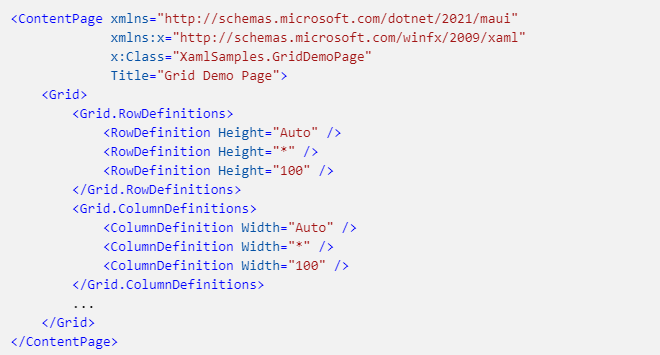 <ContentPage xmlns="http://schemas.microsoft.com/dotnet/2021/maui"
             xmlns:x="http://schemas.microsoft.com/winfx/2009/xaml"
             x:Class="XamlSamples.GridDemoPage"
             Title="Grid Demo Page">
    <Grid>
        <Grid.RowDefinitions>
            <RowDefinition Height="Auto" />
            <RowDefinition Height="*" />
            <RowDefinition Height="100" />
        </Grid.RowDefinitions>
        <Grid.ColumnDefinitions>
            <ColumnDefinition Width="Auto" />
            <ColumnDefinition Width="*" />
            <ColumnDefinition Width="100" />
        </Grid.ColumnDefinitions>
        ...
    </Grid>
</ContentPage>